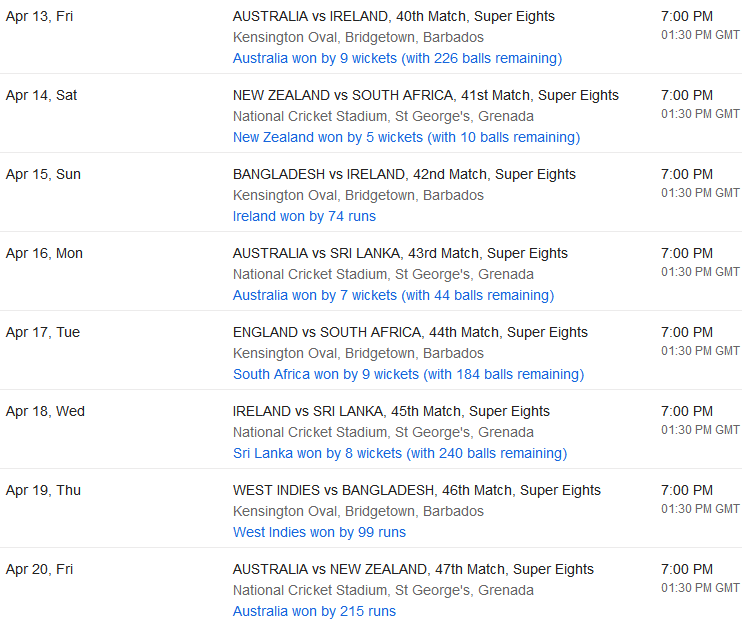 Apr 13, Fri
AUSTRALIA vs IRELAND, 40th Match, Super Eights
7:00 PM
Kensington Oval, Bridgetown, Barbados
01:30 PM GMT
Australia won by 9 wickets (with 226 balls remaining)
Apr 14, Sat
NEW ZEALAND vs SOUTH AFRICA, 41st Match, Super Eights
7:00 PM
National Cricket Stadium, St George's, Grenada
01:30 PM GMT
New Zealand won by 5 wickets (with 10 balls remaining)
Apr 15, Sun
BANGLADESH vs IRELAND, 42nd Match, Super Eights
7:00 PM
Kensington Oval, Bridgetown, Barbados
01:30 PM GMT
Ireland won by 74 runs
Apr 16, Mon
AUSTRALIA vs SRI LANKA, 43rd Match, Super Eights
7:00 PM
National Cricket Stadium, St George's, Grenada
01:30 PM GMT
Australia won by 7 wickets (with 44 balls remaining)
Apr 17, Tue
ENGLAND vs SOUTH AFRICA, 44th Match, Super Eights
7:00 PM
Kensington Oval, Bridgetown, Barbados
01:30 PM GMT
South Africa won by 9 wickets (with 184 balls remaining)
Apr 18, Wed
IRELAND vs SRI LANKA, 45th Match, Super Eights
7:00 PM
National Cricket Stadium, St George's, Grenada
01:30 PM GMT
Sri Lanka won by 8 wickets (with 240 balls remaining)
Apr 19, Thu
WEST INDIES vs BANGLADESH, 46th Match, Super Eights
7:00 PM
Kensington Oval, Bridgetown, Barbados
01:30 PM GMT
West Indies won by 99 runs
Apr 20, Fri
AUSTRALIA vs NEW ZEALAND, 47th Match, Super Eights
7:00 PM
National Cricket Stadium, St George's, Grenada
01:30 PM GMT
Australia won by 215 runs